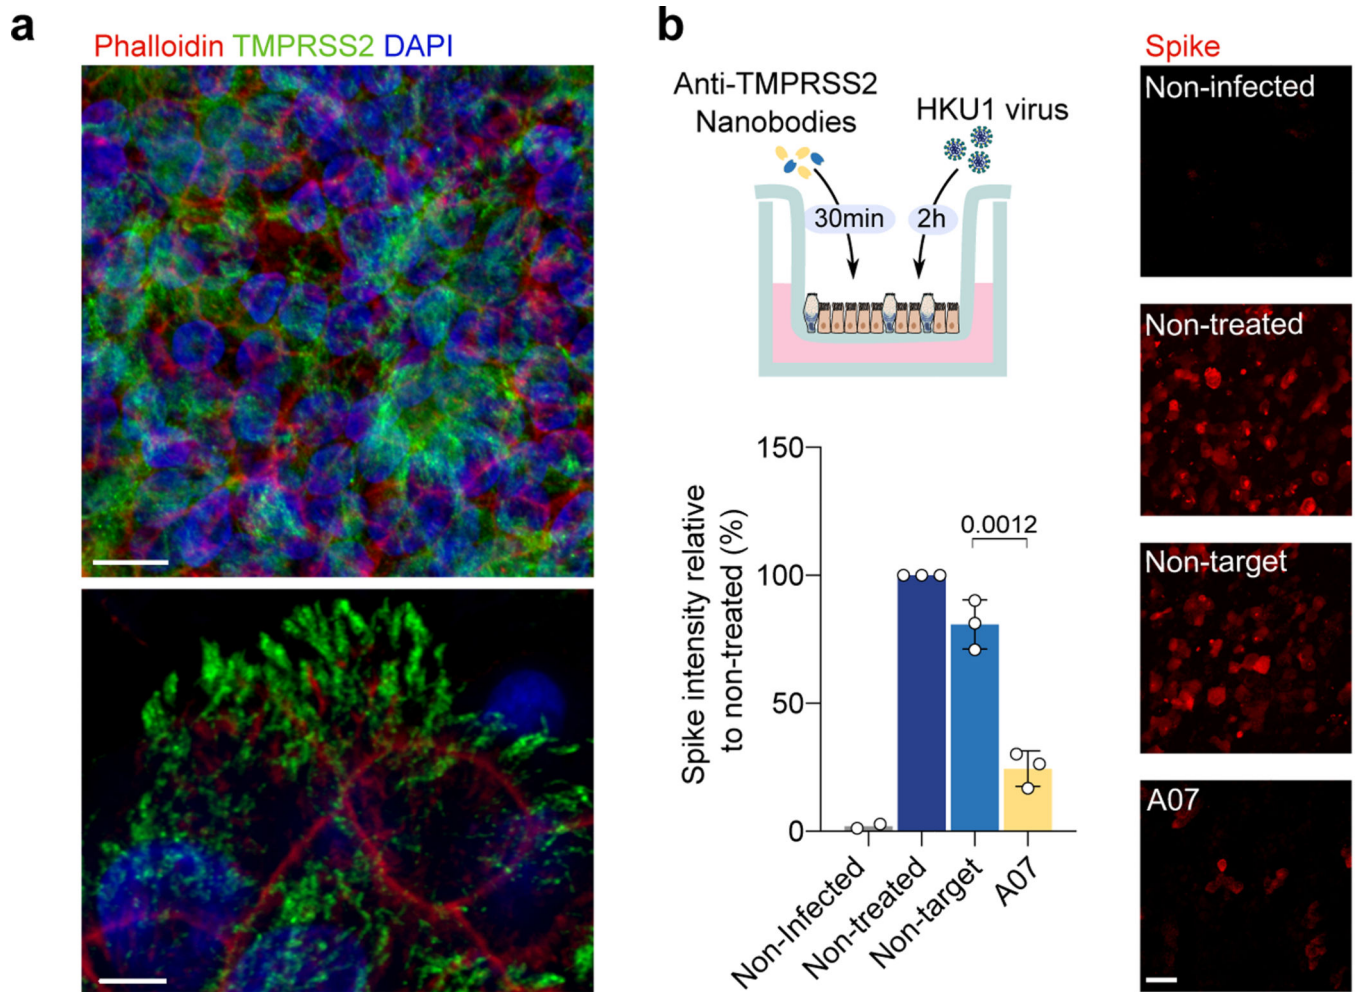 a
Phalloidin TMPRSS2 DAPI
b
Anti-TMPRSS2
Nanobodies
HKU1 virus
30min
2h
Spike intensity relative
to non-treated (%)
150
100
50
0
0.0012
Non-Infected
Non-treated
Non-target
A07
Spike
Non-infected
Non-treated
Non-target
A07